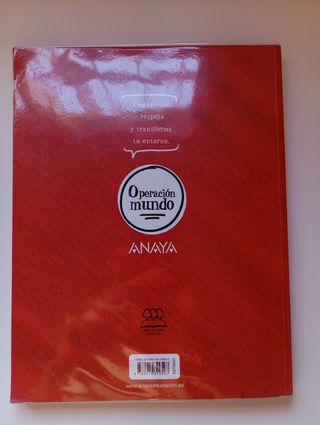 Comprende,
respeta
y transforma
tu entorno.
Operación
mundo
ANAYA
www.anayaeducacion.es